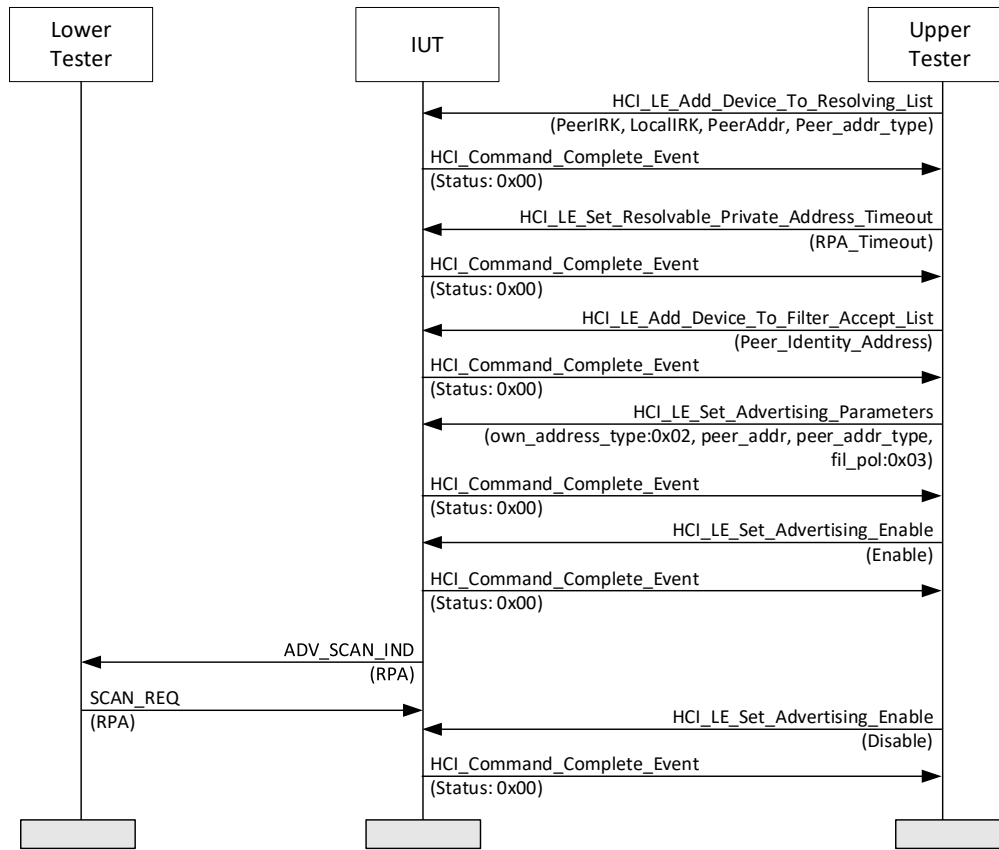 Lower
Tester
IUT
Upper
Tester
HCI_LE_Add_Device_To_Resolving_List
(PeerIRK, LocalIRK, PeerAddr, Peer_addr_type)
HCI_Command_Complete_Event
(Status: 0x00)
HCI_LE_Set_Resolvable_Private_Address_Timeout
(RPA_Timeout)
HCI_Command_Complete_Event
(Status: 0x00)
HCI_LE_Add_Device_To_Filter_Accept_List
(Peer_Identity_Address)
HCI_Command_Complete_Event
(Status: 0x00)
HCI_LE_Set_Advertising_Parameters
(own_address_type:0x02, peer_addr, peer_addr_type,
fil_pol:0x03)
HCI_Command_Complete_Event
(Status: 0x00)
HCI_LE_Set_Advertising_Enable
(Enable)
HCI_Command_Complete_Event
(Status: 0x00)
ADV_SCAN_IND
(RPA)
SCAN_REQ
(RPA)
HCI_LE_Set_Advertising_Enable
(Disable)
HCI_Command_Complete_Event
(Status: 0x00)